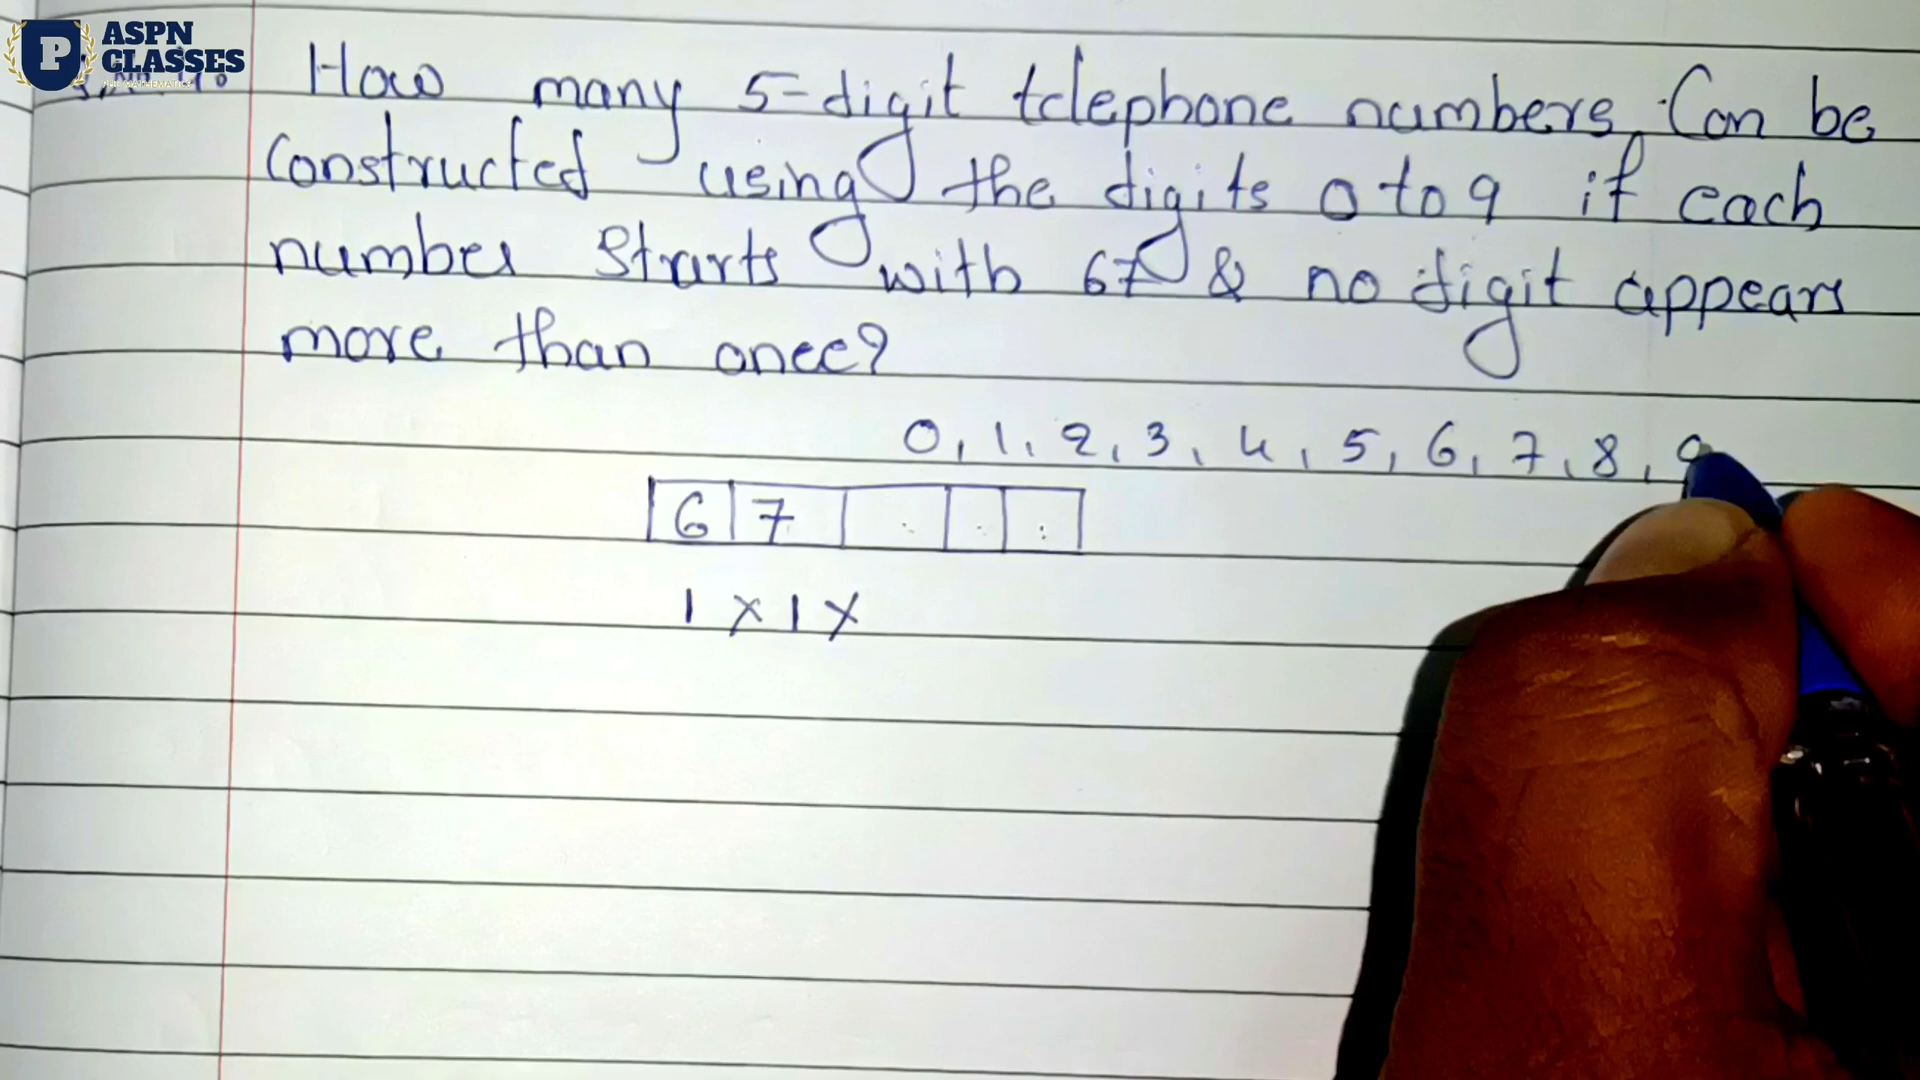 ASPN
CLASSES
How many 5-digit telephone numbers, Can be
constructed using the digits 0 to 9 if each
number starts with 67 & no digit appears
more than once?
0, 1, 2, 3, 4, 5, 6, 7, 8, 9
6 7
1 x 1 x